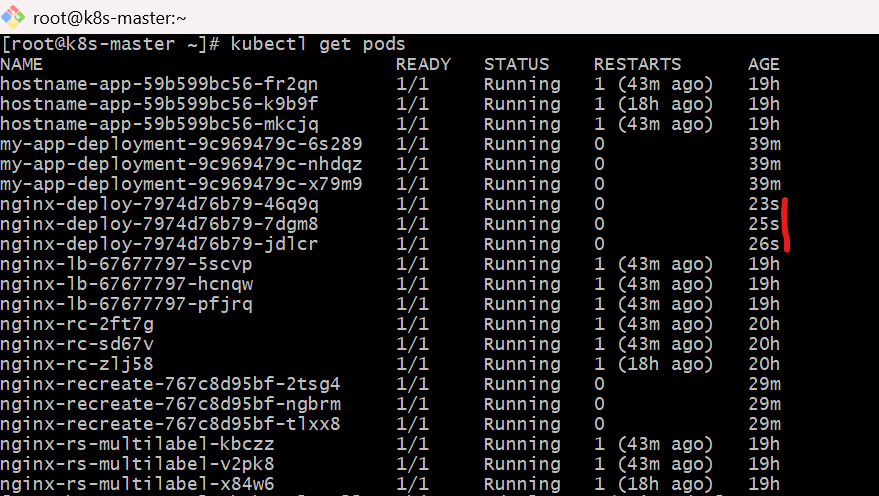 root@k8s-master:~
[root@k8s-master ~]# kubectl get pods
NAME READY STATUS RESTARTS AGE
hostname-app-59b599bc56-fr2qn 1/1 Running 1 (43m ago) 19h
hostname-app-59b599bc56-k9b9f 1/1 Running 1 (18h ago) 19h
hostname-app-59b599bc56-mkcjq 1/1 Running 1 (43m ago) 19h
my-app-deployment-9c969479c-6s289 1/1 Running 0 39m
my-app-deployment-9c969479c-nhdqz 1/1 Running 0 39m
my-app-deployment-9c969479c-x79m9 1/1 Running 0 39m
nginx-deploy-7974d76b79-46q9q 1/1 Running 0 23s
nginx-deploy-7974d76b79-7dgm8 1/1 Running 0 25s
nginx-deploy-7974d76b79-jdlcr 1/1 Running 0 26s
nginx-lb-67677797-5scvp 1/1 Running 1 (43m ago) 19h
nginx-lb-67677797-hcnqw 1/1 Running 1 (43m ago) 19h
nginx-lb-67677797-pfjrq 1/1 Running 1 (43m ago) 19h
nginx-rc-2ft7g 1/1 Running 1 (43m ago) 20h
nginx-rc-sd67v 1/1 Running 1 (43m ago) 20h
nginx-rc-zlj58 1/1 Running 1 (18h ago) 20h
nginx-recreate-767c8d95bf-2tsg4 1/1 Running 0 29m
nginx-recreate-767c8d95bf-ngbrm 1/1 Running 0 29m
nginx-recreate-767c8d95bf-tlxx8 1/1 Running 0 29m
nginx-rs-multilabel-kbczz 1/1 Running 1 (43m ago) 19h
nginx-rs-multilabel-v2pk8 1/1 Running 1 (43m ago) 19h
nginx-rs-multilabel-x84w6 1/1 Running 1 (18h ago) 19h